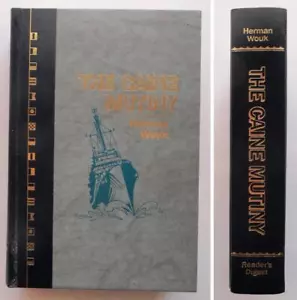 THE CAINE
MUTINY
Herman
Wouk
Herman
Wouk
THE CAINE MUTINY
Reader's
Digest